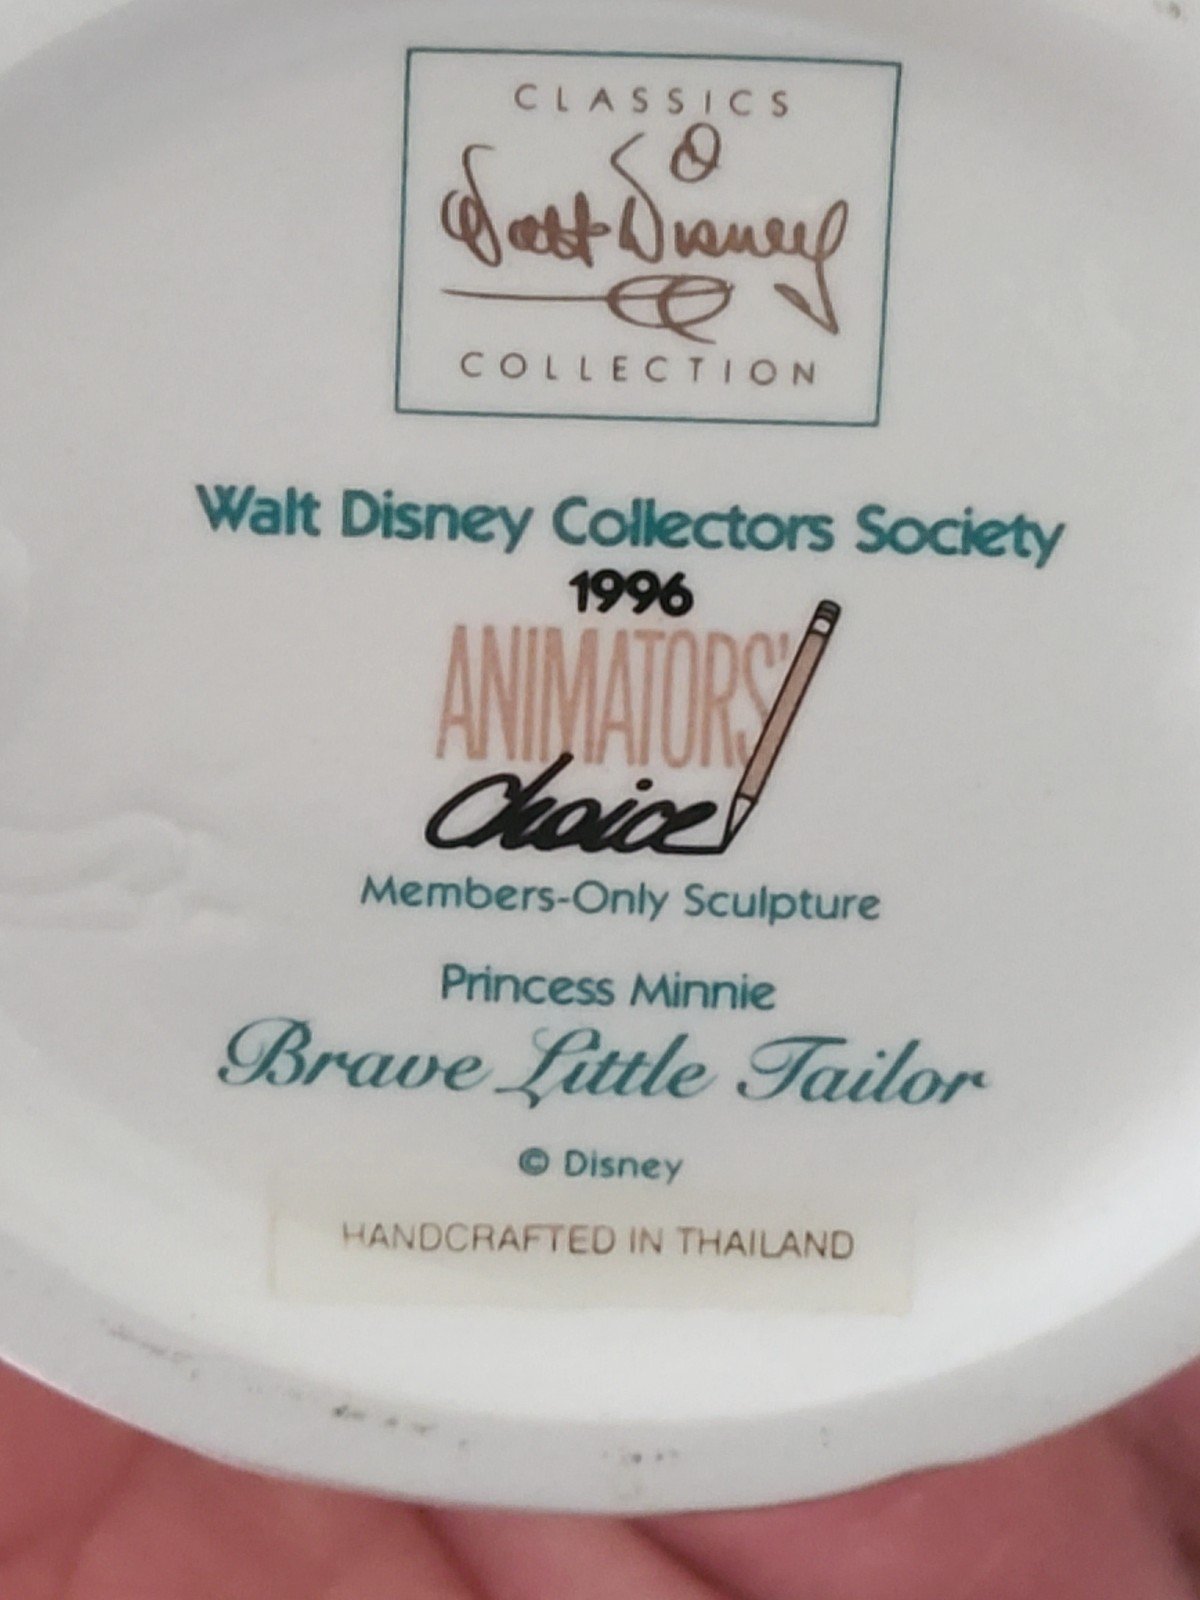 CLASSICS
Walt Disney
COLLECTION
Walt Disney Collectors Society
1996
ANIMATORS'
Choice
Members-Only Sculpture
Princess Minnie
Brave Little Tailor
© Disney
HANDCRAFTED IN THAILAND